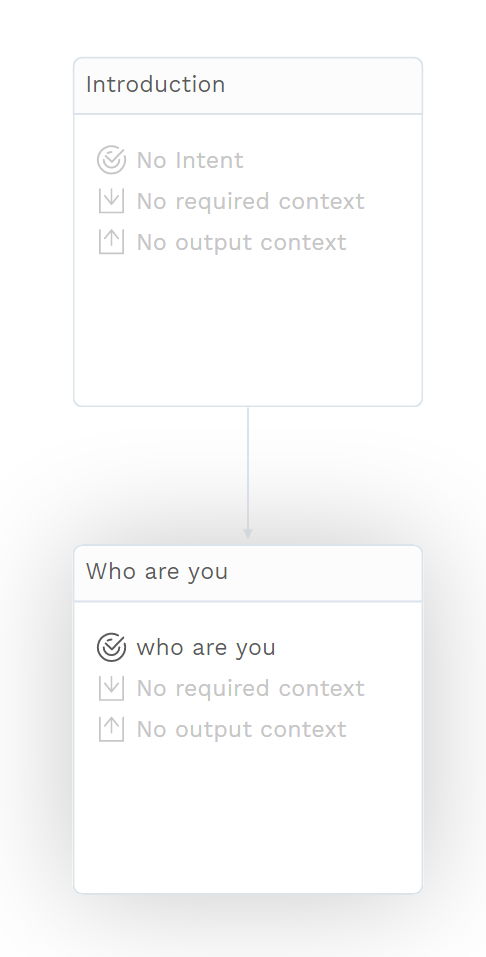 Introduction
No Intent
No required context
No output context
Who are you
who are you
No required context
No output context